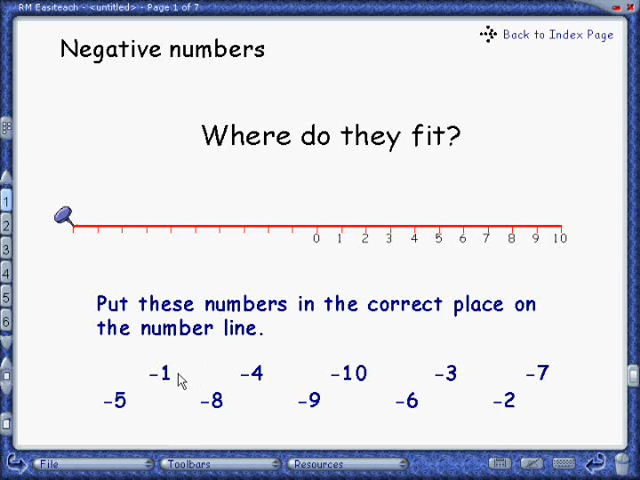 RM Easiteach - <untitled> - Page 1 of 7
Negative numbers
Back to Index Page
Where do they fit?
0 1 2 3 4 5 6 7 8 9 10
Put these numbers in the correct place on
the number line.
-1 -4 -10 -3 -7
-5 -8 -9 -6 -2
1
2
3
4
5
6
File Toolbars Resources